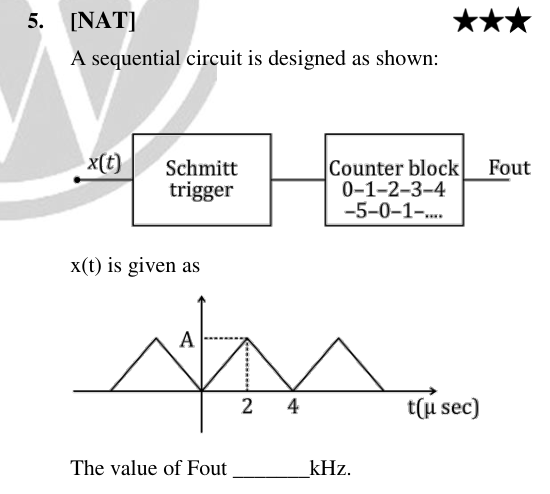 5. [NAT] ★★★
A sequential circuit is designed as shown:
x(t)
Schmitt
trigger
Counter block
0–1–2–3–4
–5–0–1–....
Fout
x(t) is given as
A
2 4 t(μ sec)
The value of Fout _______kHz.